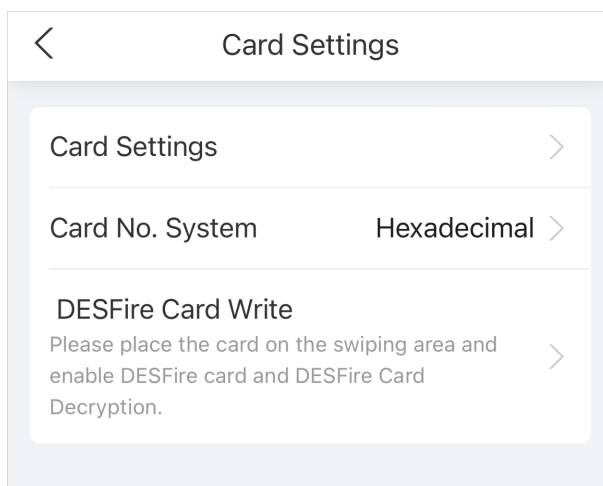 Card Settings
Card Settings
Card No. System Hexadecimal
DESFire Card Write
Please place the card on the swiping area and
enable DESFire card and DESFire Card
Decryption.